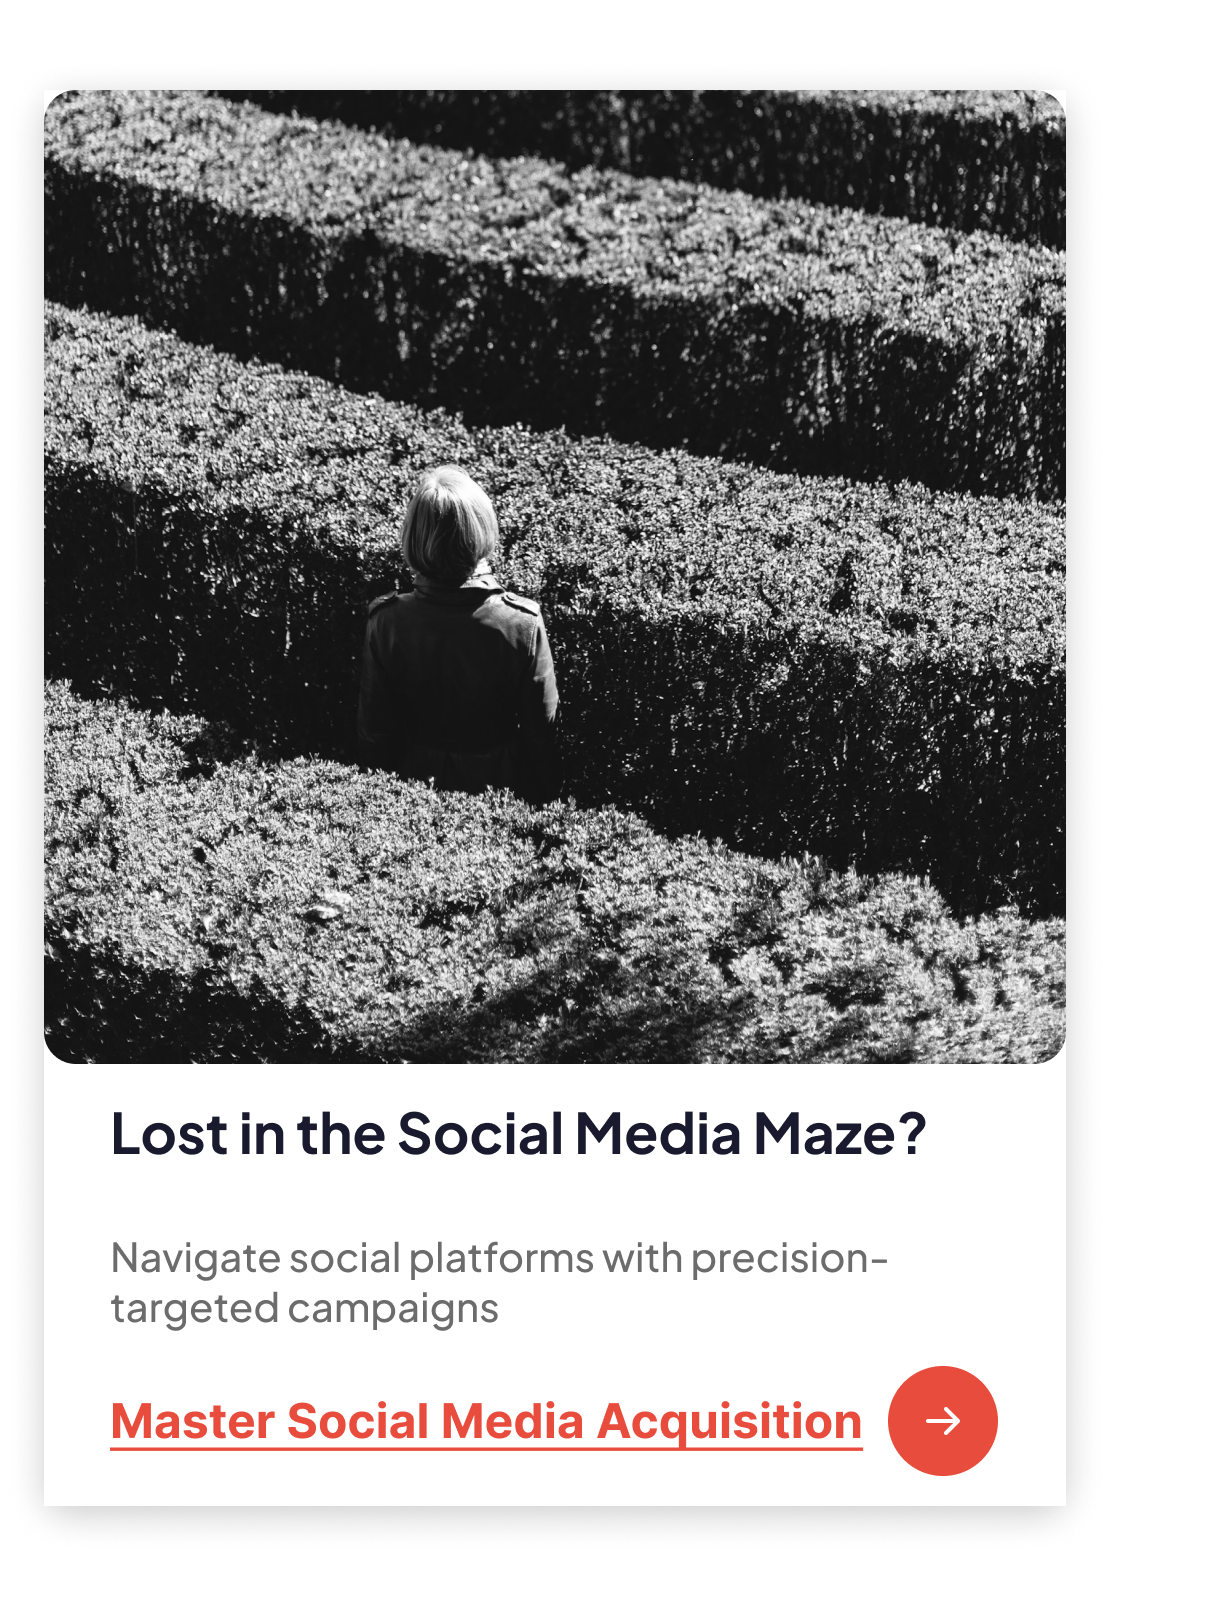 Lost in the Social Media Maze?
Navigate social platforms with precision-
targeted campaigns
Master Social Media Acquisition